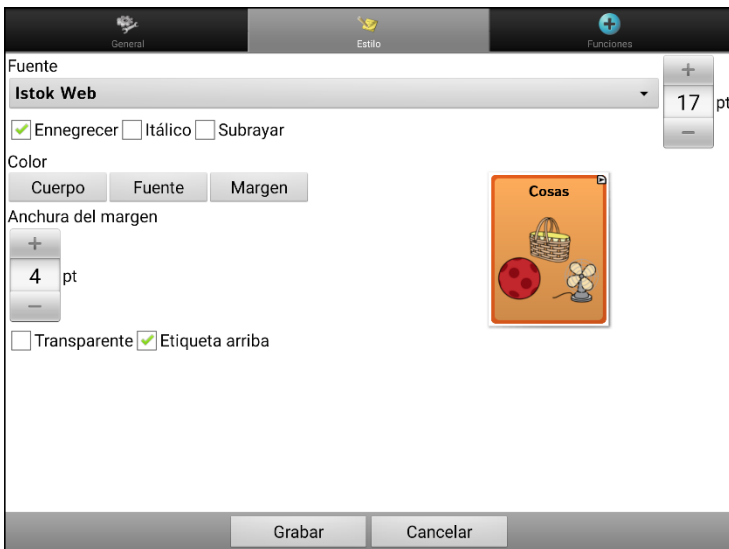 General Estilo Funciones
Fuente
Istok Web
17 pt
Ennegrecer Itálico Subrayar
Color
Cuerpo Fuente Margen
Cosas
Anchura del margen
4 pt
Transparente Etiqueta arriba
Grabar Cancelar